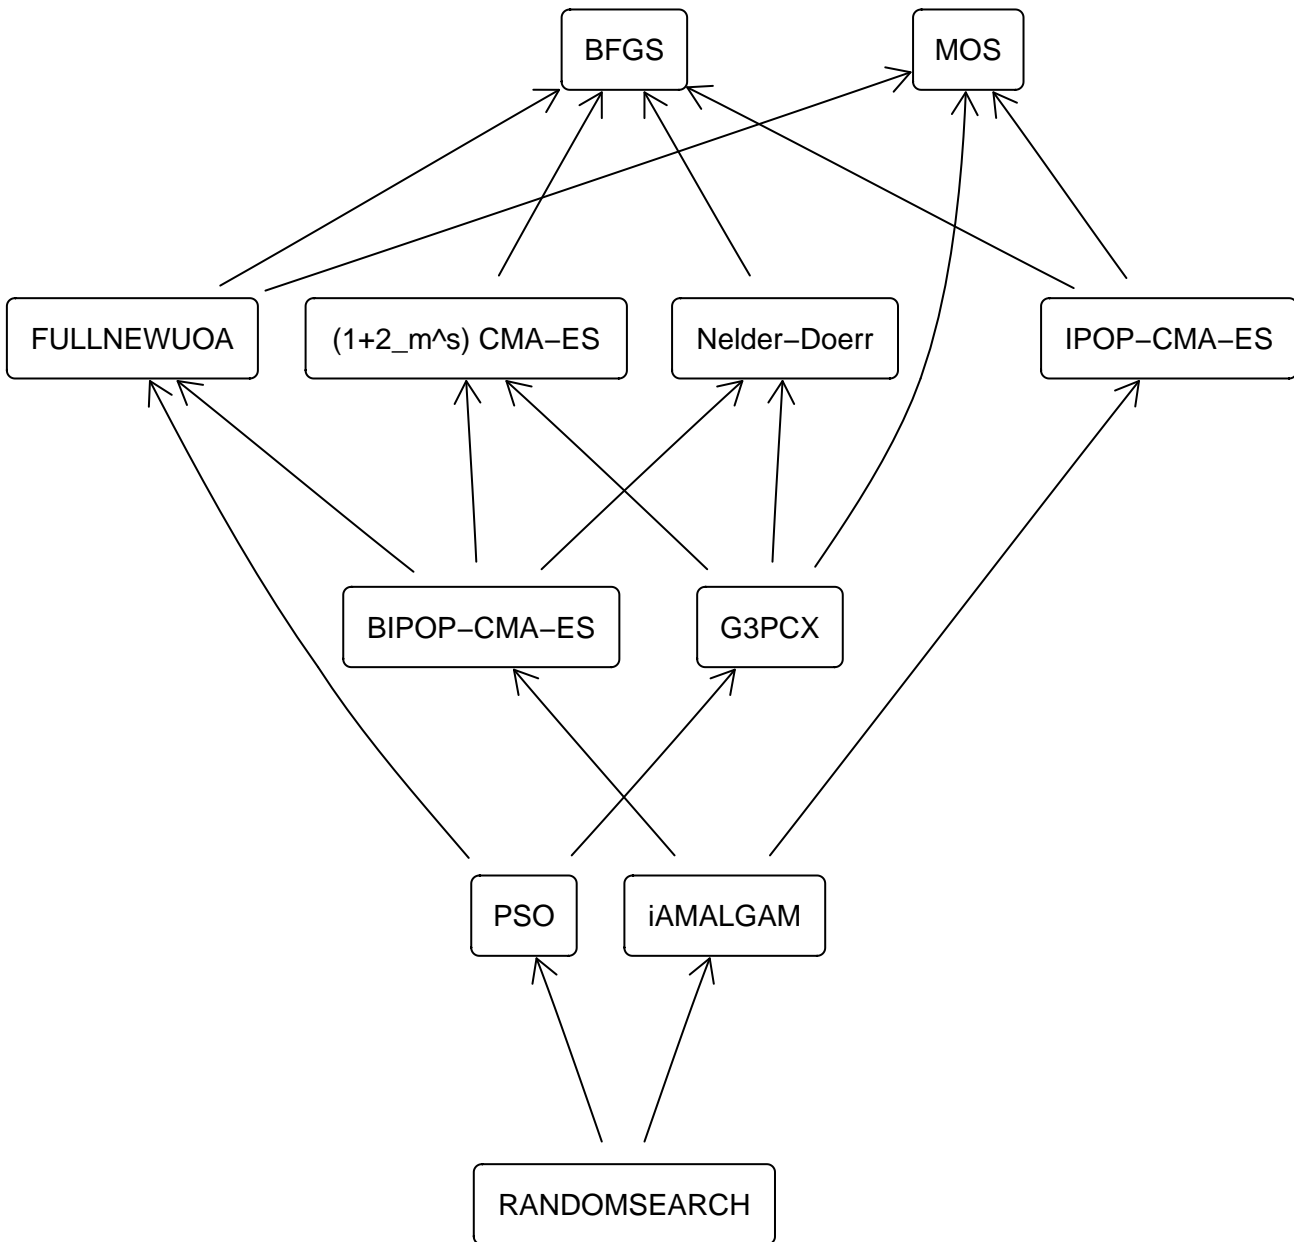 BFGS
MOS
FULLNEWUOA
(1+2_m^s) CMA−ES
Nelder−Doerr
IPOP−CMA−ES
BIPOP−CMA−ES
G3PCX
PSO
iAMALGAM
RANDOMSEARCH